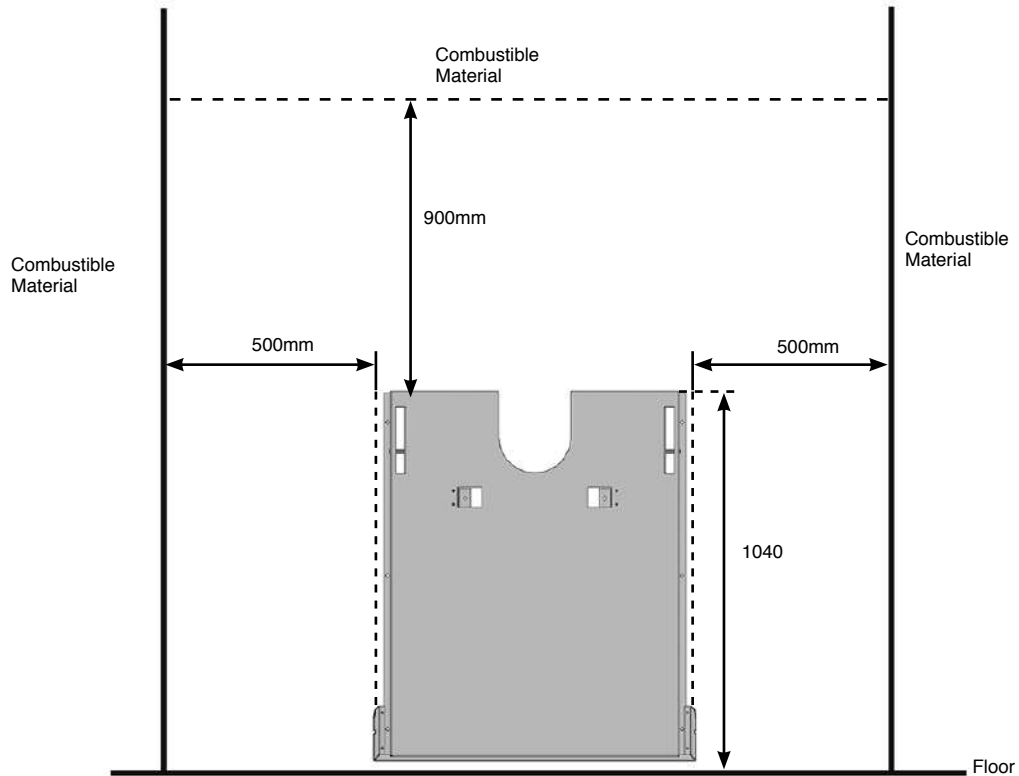 Combustible
Material
900mm
Combustible
Material
Combustible
Material
500mm
500mm
1040
Floor